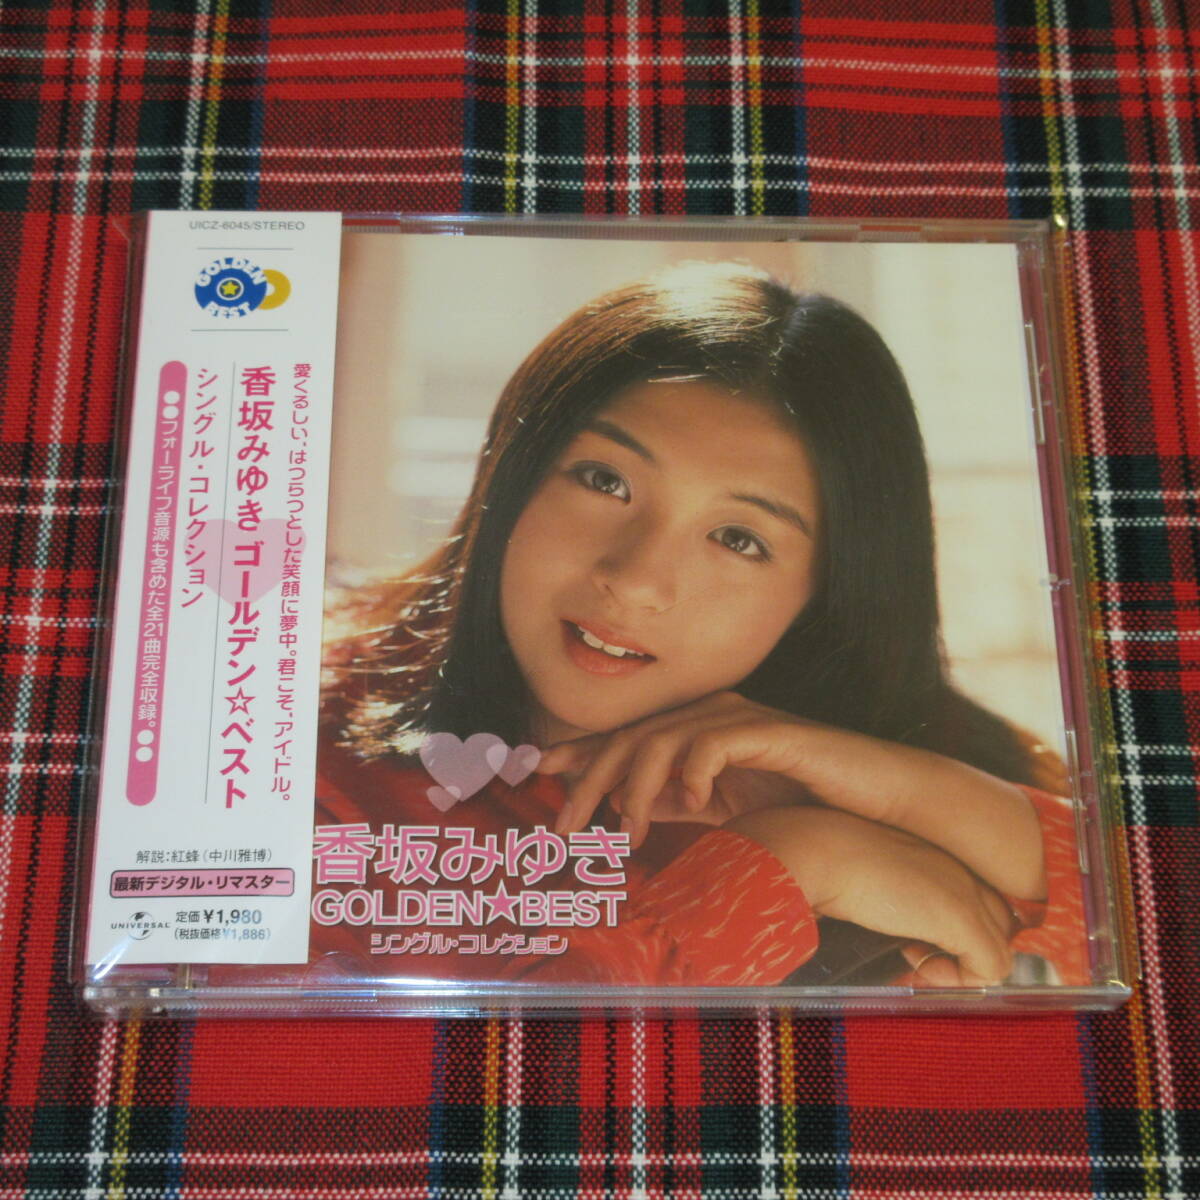 UICZ-6045/STEREO
GOLDEN
BEST
愛くるしい、はつらつとした笑顔に夢中。君こそ、アイドル。
香坂みゆき ゴールデン☆ベスト
シングル・コレクション
●●フォーライフ音源も含めた全21曲完全収録。●●
解説:紅蜂(中川雅博)
最新デジタル・リマスター
UNIVERSAL
定価¥1,980
(税抜価格¥1,886)
香坂みゆき
GOLDEN★BEST
シングル・コレクション